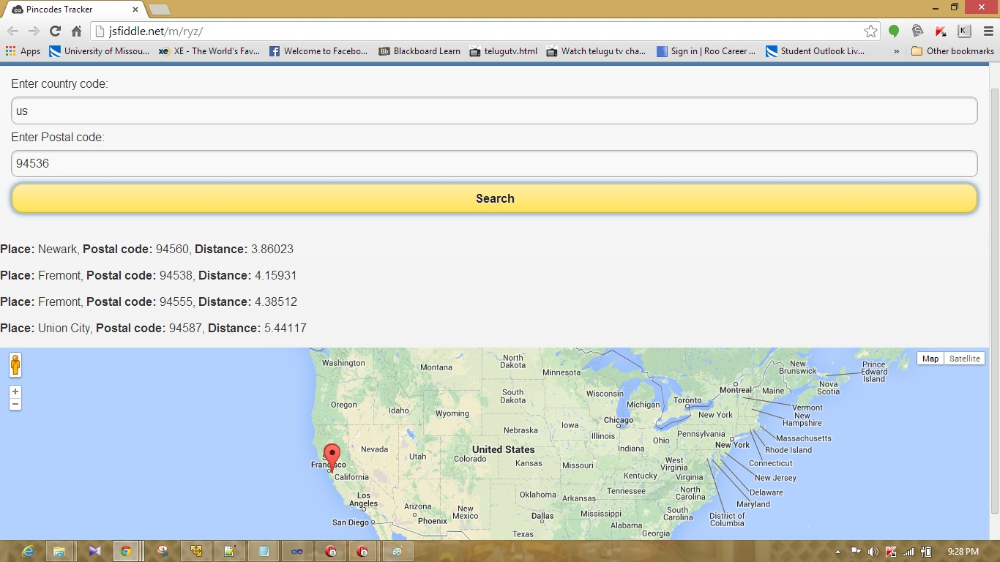 Pincodes Tracker
jsfiddle.net/m/ryz/
Apps University of Missou... XE - The World's Fav... Welcome to Facebo... Blackboard Learn telugutv.html Watch telugu tv cha... Sign in | Roo Career ... Student Outlook Liv... » Other bookmarks
Enter country code:
us
Enter Postal code:
94536
Search
Place: Newark, Postal code: 94560, Distance: 3.86023
Place: Fremont, Postal code: 94538, Distance: 4.15931
Place: Fremont, Postal code: 94555, Distance: 4.38512
Place: Union City, Postal code: 94587, Distance: 5.44117
Map Satellite
Washington
Montana
North
Dakota
Minnesota
New
Brunswick
Prince
Edward
Island
Nova
Scotia
Oregon
Idaho
Wyoming
South
Dakota
Wisconsin
Michigan
Toronto
Montreal
Maine
Vermont
New
Hampshire
Nebraska
Iowa
Chicago
Illinois
Indiana
Ohio
Pennsylvania
New York
New York
Massachusetts
Rhode Island
Connecticut
New Jersey
Delaware
Maryland
District of
Columbia
Nevada
Utah
Colorado
United States
Kansas
Missouri
West
Virginia
Virginia
Kentucky
California
Los
Angeles
San Diego
Arizona
Phoenix
New
Mexico
Oklahoma
Arkansas
Tennessee
North
Carolina
South
Carolina
Dallas
Mississippi
Alabama
Georgia
Texas
9:28 PM